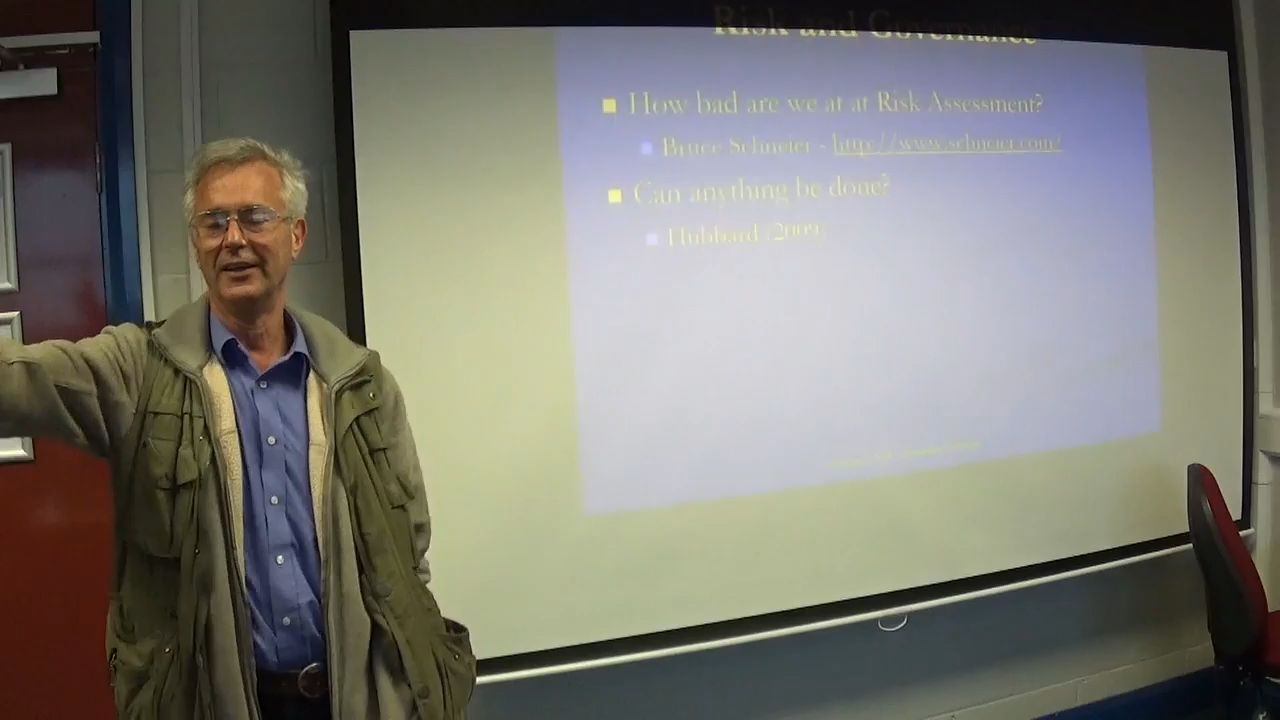 Risk and Governance
How bad are we at at Risk Assessment?
Bruce Schneier - http://www.schneier.com/
Can anything be done?
Hubbard (2009)